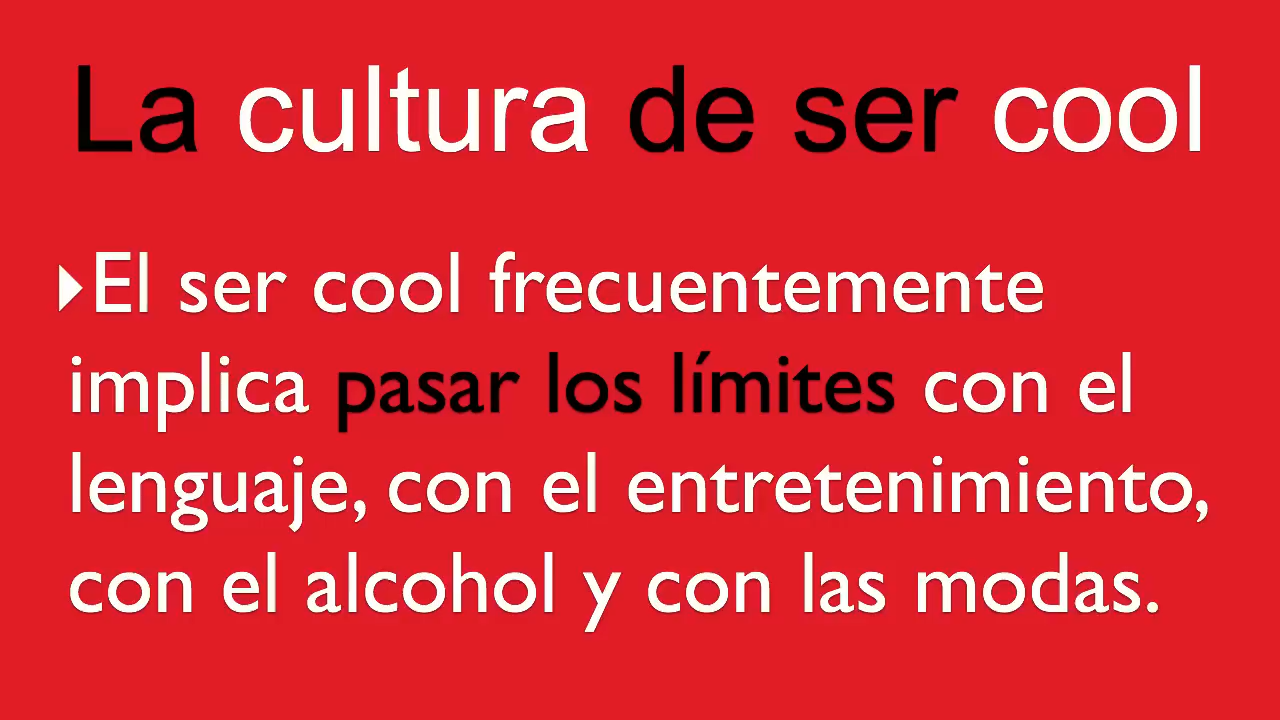 La cultura de ser cool
‣El ser cool frecuentemente
implica pasar los límites con el
lenguaje, con el entretenimiento,
con el alcohol y con las modas.